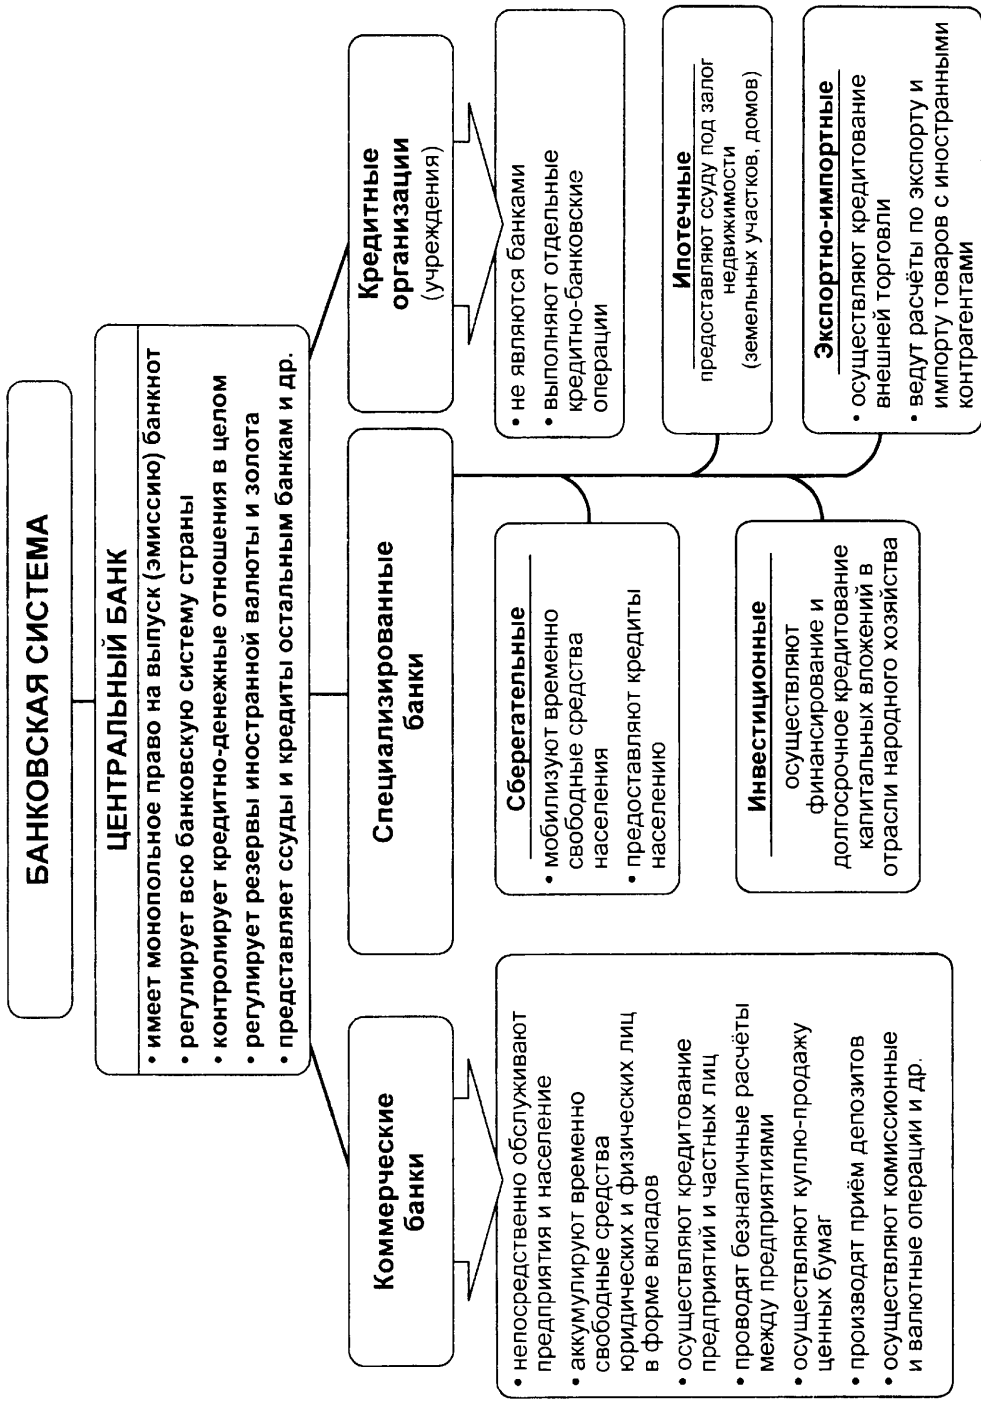 БАНКОВСКАЯ СИСТЕМА
ЦЕНТРАЛЬНЫЙ БАНК
• имеет монопольное право на выпуск (эмиссию) банкнот
• регулирует всю банковскую систему страны
• контролирует кредитно-денежные отношения в целом
• регулирует резервы иностранной валюты и золота
• представляет ссуды и кредиты остальным банкам и др.
Коммерческие
банки
• непосредственно обслуживают
предприятия и население
• аккумулируют временно
свободные средства
юридических и физических лиц
в форме вкладов
• осуществляют кредитование
предприятий и частных лиц
• проводят безналичные расчёты
между предприятиями
• осуществляют куплю-продажу
ценных бумаг
• производят приём депозитов
• осуществляют комиссионные
и валютные операции и др.
Специализированные
банки
Сберегательные
• мобилизуют временно
свободные средства
населения
• предоставляют кредиты
населению
Инвестиционные
осуществляют
финансирование и
долгосрочное кредитование
капитальных вложений в
отрасли народного хозяйства
Кредитные
организации
(учреждения)
• не являются банками
• выполняют отдельные
кредитно-банковские
операции
Ипотечные
предоставляют ссуду под залог
недвижимости
(земельных участков, домов)
Экспортно-импортные
• осуществляют кредитование
внешней торговли
• ведут расчёты по экспорту и
импорту товаров с иностранными
контрагентами